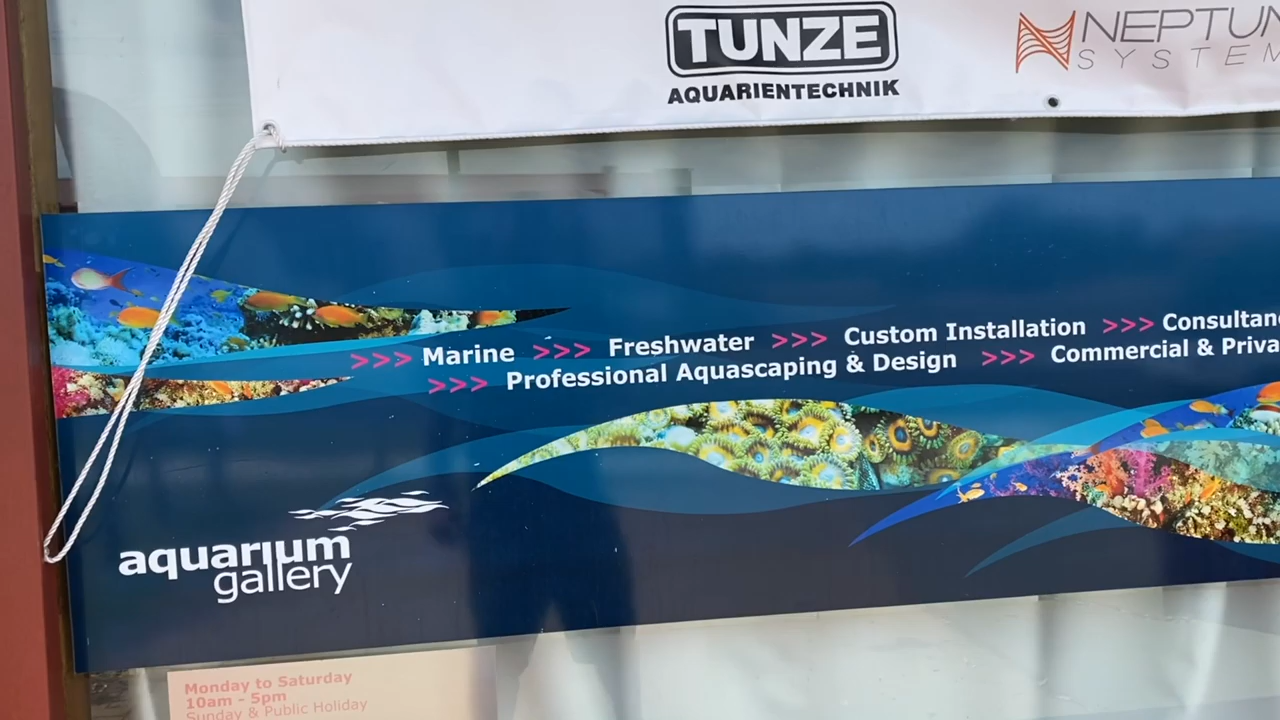 TUNZE
AQUARIENTECHNIK
NEPTUN
SYSTEM
>>> Marine >>> Freshwater >>> Custom Installation >>> Consultanc
>>> Professional Aquascaping & Design >>> Commercial & Priva
aquarium
gallery
Monday to Saturday
10am - 5pm
Sunday & Public Holiday